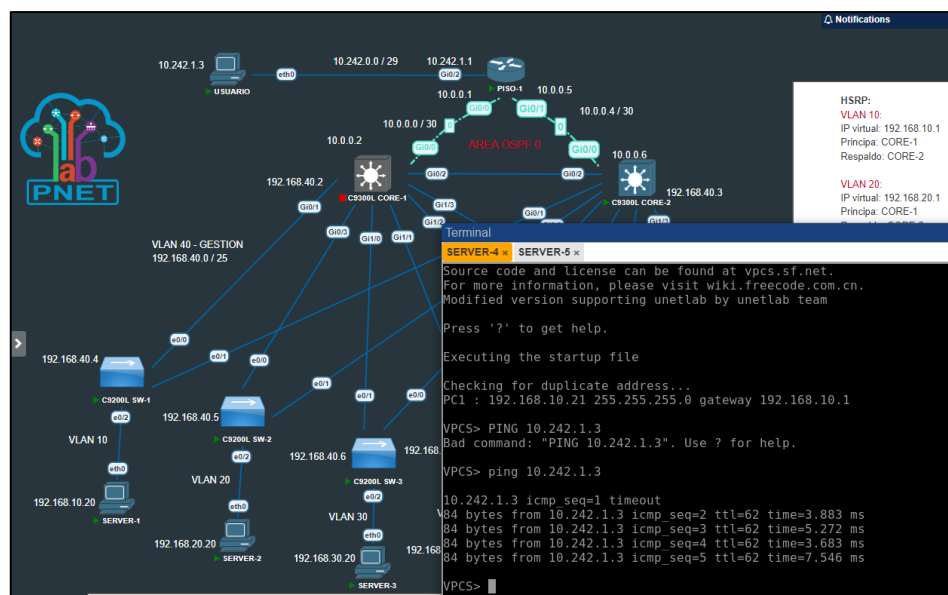 Notifications
10.242.1.3
10.242.0.0 / 29
10.242.1.1
eth0
Gi0/2
USUARIO
PISO-1
10.0.0.1
10.0.0.5
Gi0/0
Gi0/1
10.0.0.0 / 30
0
0
10.0.0.4 / 30
10.0.0.2
Gi0/0
AREA OSPF 0
Gi0/0
10.0.0.6
lab
PNET
192.168.40.2
Gi0/2
Gi0/2
C9300L CORE-1
192.168.40.3
C9300L CORE-2
Gi0/1
Gi1/3
Gi0/1
Gi0/3
Gi1/0
Gi1/1
Gi1/2
Gi1/3
VLAN 40 - GESTION
192.168.40.0 / 25
HSRP:
VLAN 10:
IP virtual: 192.168.10.1
Principa: CORE-1
Respaldo: CORE-2
VLAN 20:
IP virtual: 192.168.20.1
Principa: CORE-1
e0/0
192.168.40.4
e0/1
e0/0
C9200L SW-1
e0/1
e0/1
e0/0
e0/2
192.168.40.5
C9200L SW-2
VLAN 10
e0/2
192.168.40.6
192.168.
C9200L SW-3
eth0
VLAN 20
e0/2
192.168.10.20
SERVER-1
eth0
VLAN 30
eth0
192.168.20.20
SERVER-2
192.168.
192.168.30.20
SERVER-3
Terminal
SERVER-4 × SERVER-5 ×
Source code and license can be found at vpcs.sf.net.
For more information, please visit wiki.freecode.com.cn.
Modified version supporting unetlab by unetlab team
Press '?' to get help.
Executing the startup file
Checking for duplicate address...
PC1 : 192.168.10.21 255.255.255.0 gateway 192.168.10.1
VPCS> PING 10.242.1.3
Bad command: "PING 10.242.1.3". Use ? for help.
VPCS> ping 10.242.1.3
10.242.1.3 icmp_seq=1 timeout
84 bytes from 10.242.1.3 icmp_seq=2 ttl=62 time=3.883 ms
84 bytes from 10.242.1.3 icmp_seq=3 ttl=62 time=5.272 ms
84 bytes from 10.242.1.3 icmp_seq=4 ttl=62 time=3.683 ms
84 bytes from 10.242.1.3 icmp_seq=5 ttl=62 time=7.546 ms
VPCS>